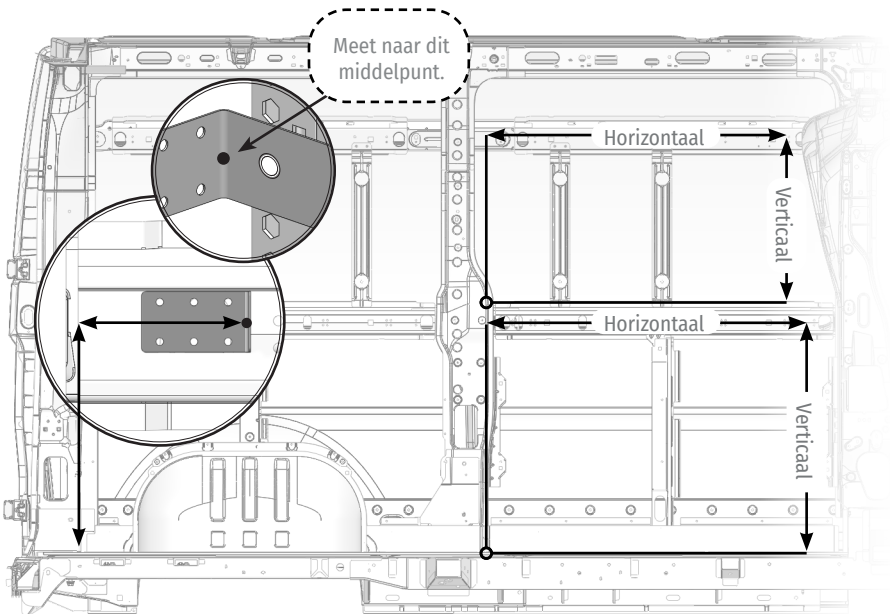 Meet naar dit
middelpunt.
Horizontaal
Verticaal
Horizontaal
Verticaal